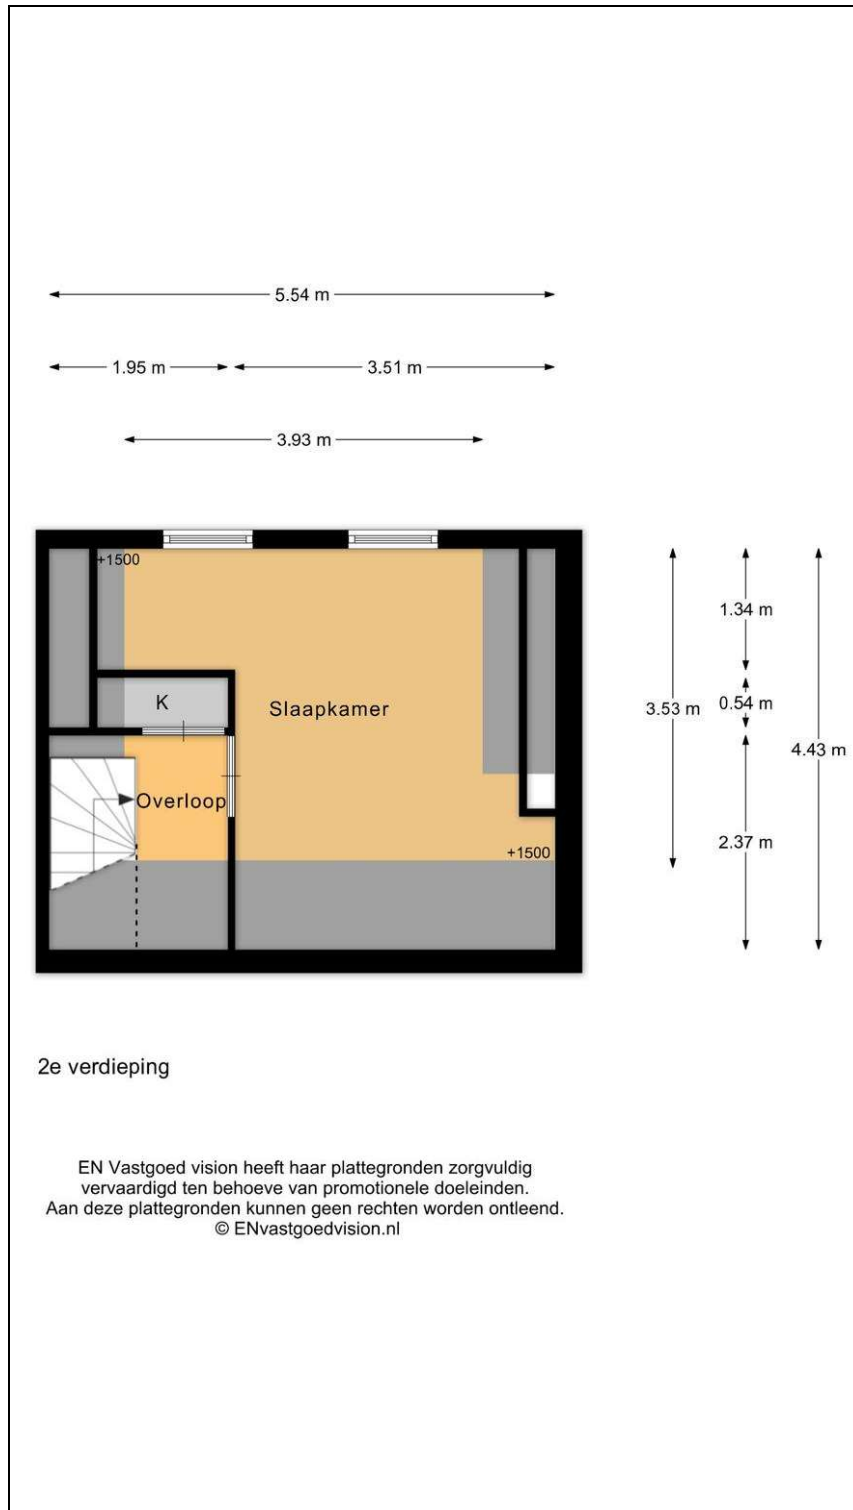 5.54 m
1.95 m
3.51 m
3.93 m
+1500
1.34 m
K
0.54 m
Slaapkamer
3.53 m
4.43 m
Overloop
2.37 m
+1500
2e verdieping
EN Vastgoed vision heeft haar plattegronden zorgvuldig
vervaardigd ten behoeve van promotionele doeleinden.
Aan deze plattegronden kunnen geen rechten worden ontleend.
© ENvastgoedvision.nl